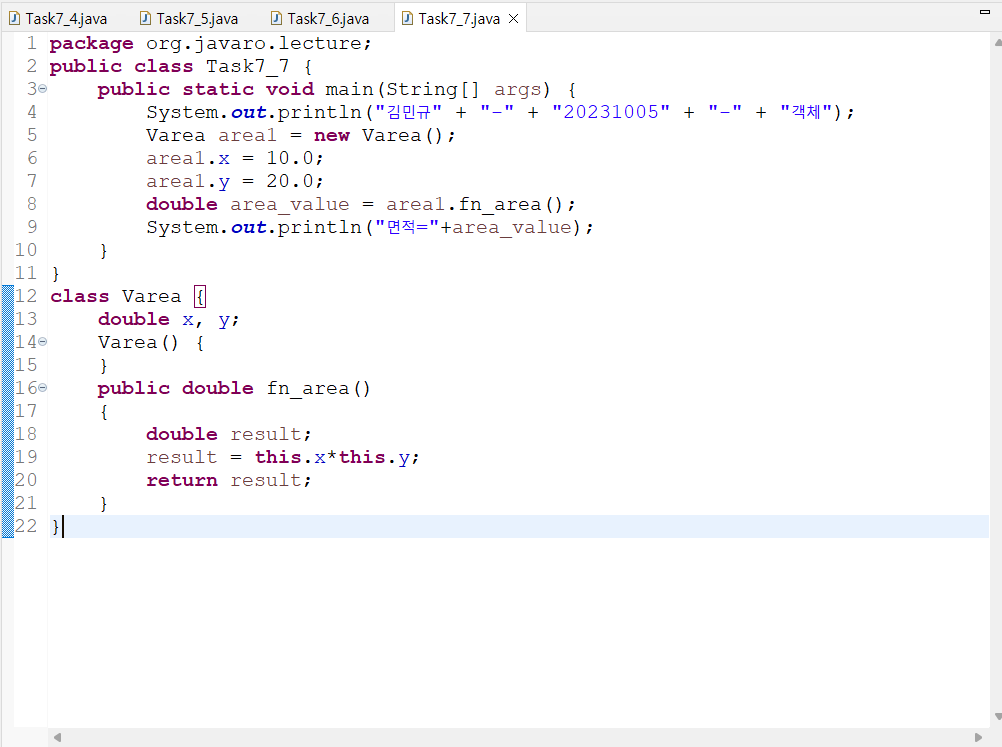 Task7_4.java Task7_5.java Task7_6.java Task7_7.java
1 package org.javaro.lecture;
2 public class Task7_7 {
3 public static void main(String[] args) {
4 System.out.println("김민규" + "-" + "20231005" + "-" + "객체");
5 Varea area1 = new Varea();
6 area1.x = 10.0;
7 area1.y = 20.0;
8 double area_value = area1.fn_area();
9 System.out.println("면적="+area_value);
10 }
11 }
12 class Varea {
13 double x, y;
14 Varea() {
15 }
16 public double fn_area()
17 {
18 double result;
19 result = this.x*this.y;
20 return result;
21 }
22 }